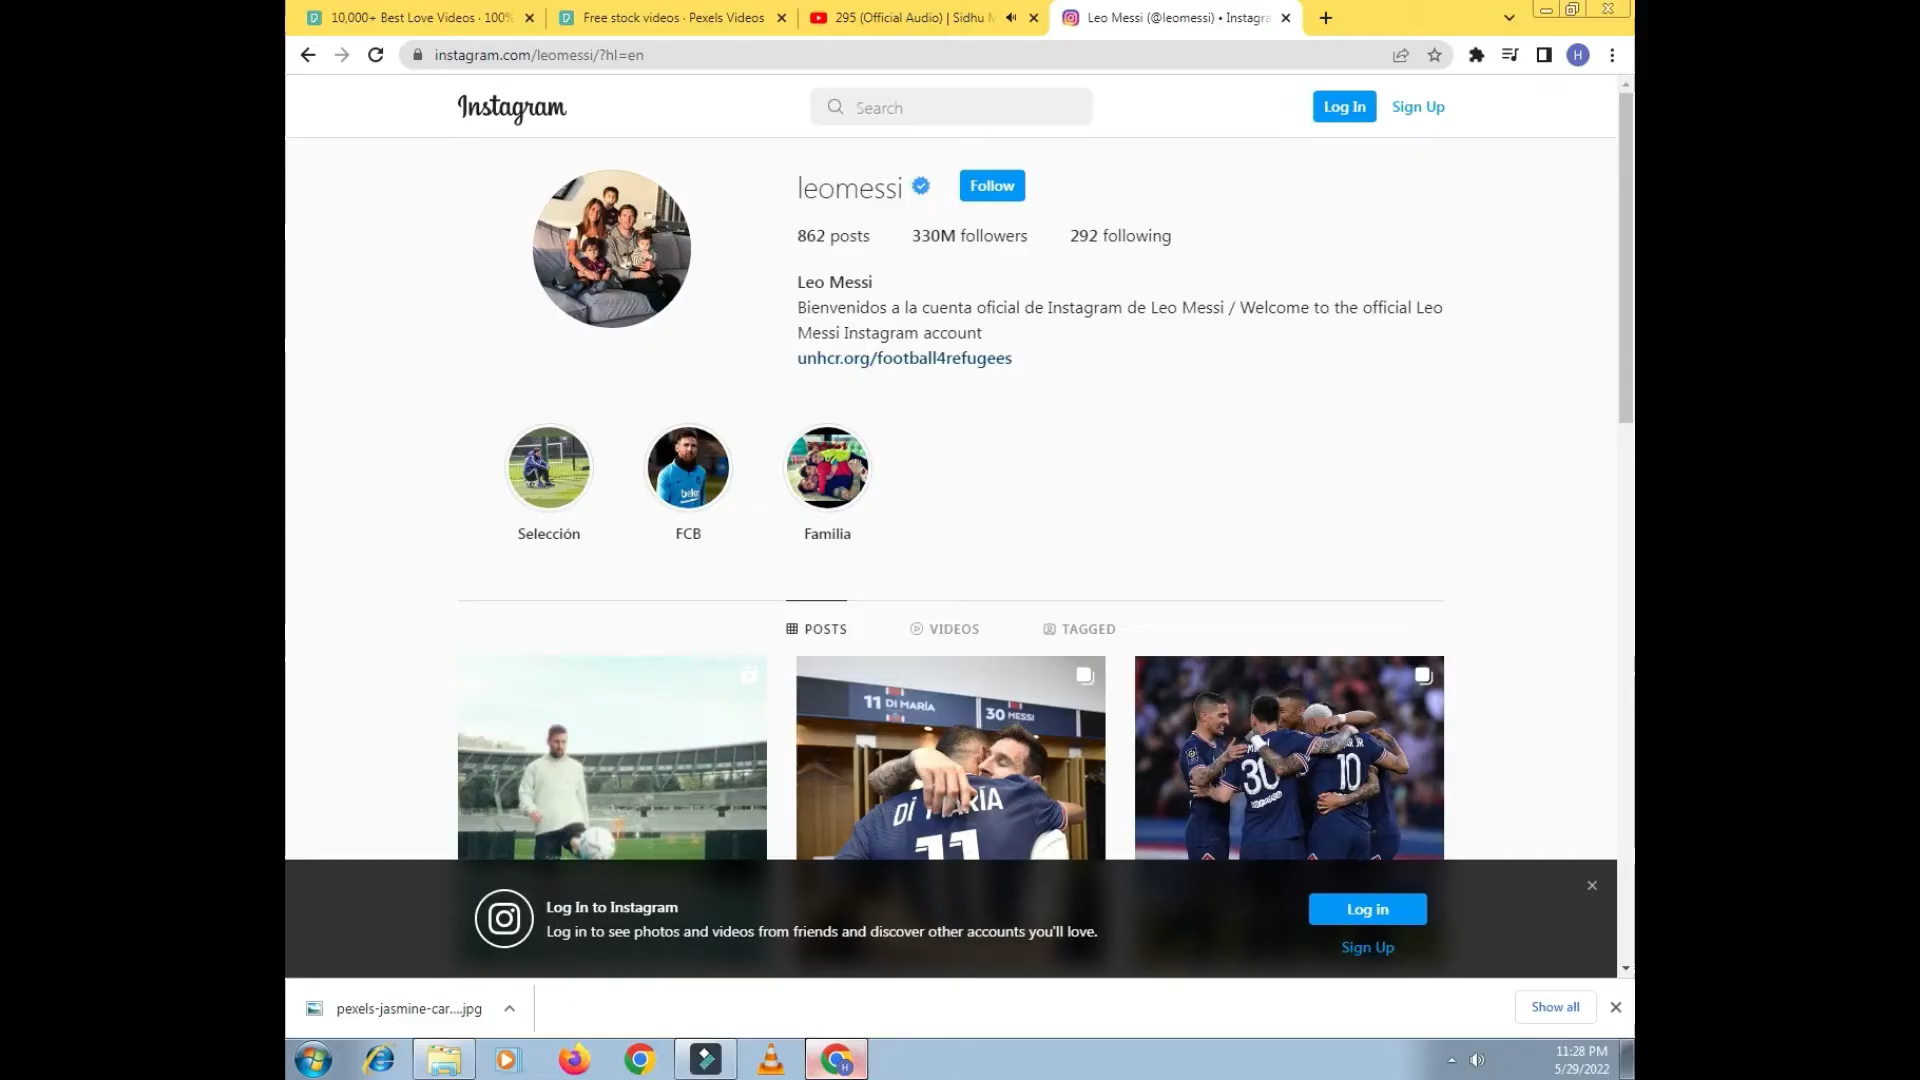 10,000+ Best Love Videos · 100%
Free stock videos · Pexels Videos
295 (Official Audio) | Sidhu M
Leo Messi (@leomessi) • Instagra
instagram.com/leomessi/?hl=en
H
Instagram
Search
Log In
Sign Up
leomessi
Follow
862 posts
330M followers
292 following
Leo Messi
Bienvenidos a la cuenta oficial de Instagram de Leo Messi / Welcome to the official Leo
Messi Instagram account
unhcr.org/football4refugees
beko
Selección
FCB
Familia
POSTS
VIDEOS
TAGGED
11 DI MARÍA
30 MESSI
30
JR
10
11
Log In to Instagram
Log in to see photos and videos from friends and discover other accounts you'll love.
Log in
Sign Up
pexels-jasmine-car....jpg
Show all
H
11:28 PM
5/29/2022